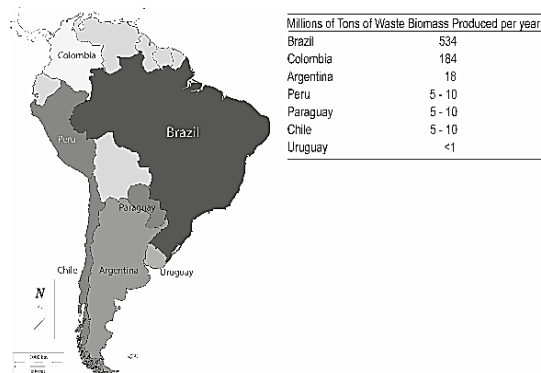 Millions of Tons of Waste Biomass Produced per year
Brazil 534
Colombia 184
Argentina 18
Peru 5 - 10
Paraguay 5 - 10
Chile 5 - 10
Uruguay <1
Colombia
Peru
Brazil
Paraguay
Chile
Argentina
Uruguay
N